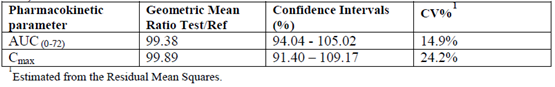 Pharmacokinetic parameter Geometric Mean Ratio Test/Ref Confidence Intervals (%) CV%1
AUC (0-72) 99.38 94.04 - 105.02 14.9%
Cmax 99.89 91.40 – 109.17 24.2%
1Estimated from the Residual Mean Squares.